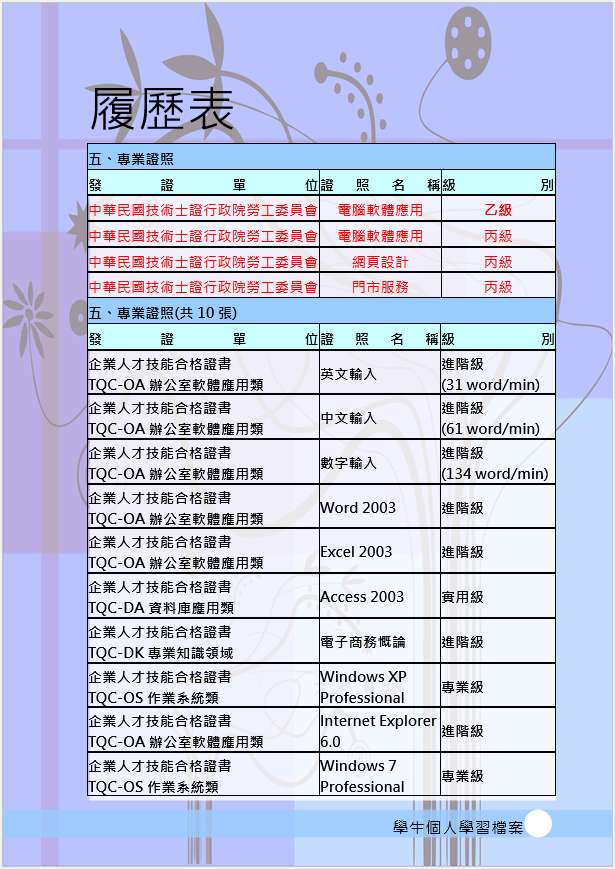 履歷表
五、專業證照
發證單位 證照名稱 級別
中華民國技術士證行政院勞工委員會 電腦軟體應用 乙級
中華民國技術士證行政院勞工委員會 電腦軟體應用 丙級
中華民國技術士證行政院勞工委員會 網頁設計 丙級
中華民國技術士證行政院勞工委員會 門市服務 丙級
五、專業證照(共 10 張)
發證單位 證照名稱 級別
企業人才技能合格證書
TQC-OA 辦公室軟體應用類
英文輸入
進階級
(31 word/min)
企業人才技能合格證書
TQC-OA 辦公室軟體應用類
中文輸入
進階級
(61 word/min)
企業人才技能合格證書
TQC-OA 辦公室軟體應用類
數字輸入
進階級
(134 word/min)
企業人才技能合格證書
TQC-OA 辦公室軟體應用類
Word 2003
進階級
企業人才技能合格證書
TQC-OA 辦公室軟體應用類
Excel 2003
進階級
企業人才技能合格證書
TQC-DA 資料庫應用類
Access 2003
實用級
企業人才技能合格證書
TQC-DK 專業知識領域
電子商務概論
進階級
企業人才技能合格證書
TQC-OS 作業系統類
Windows XP
Professional
專業級
企業人才技能合格證書
TQC-OA 辦公室軟體應用類
Internet Explorer
6.0
進階級
企業人才技能合格證書
TQC-OS 作業系統類
Windows 7
Professional
專業級
學生個人學習檔案